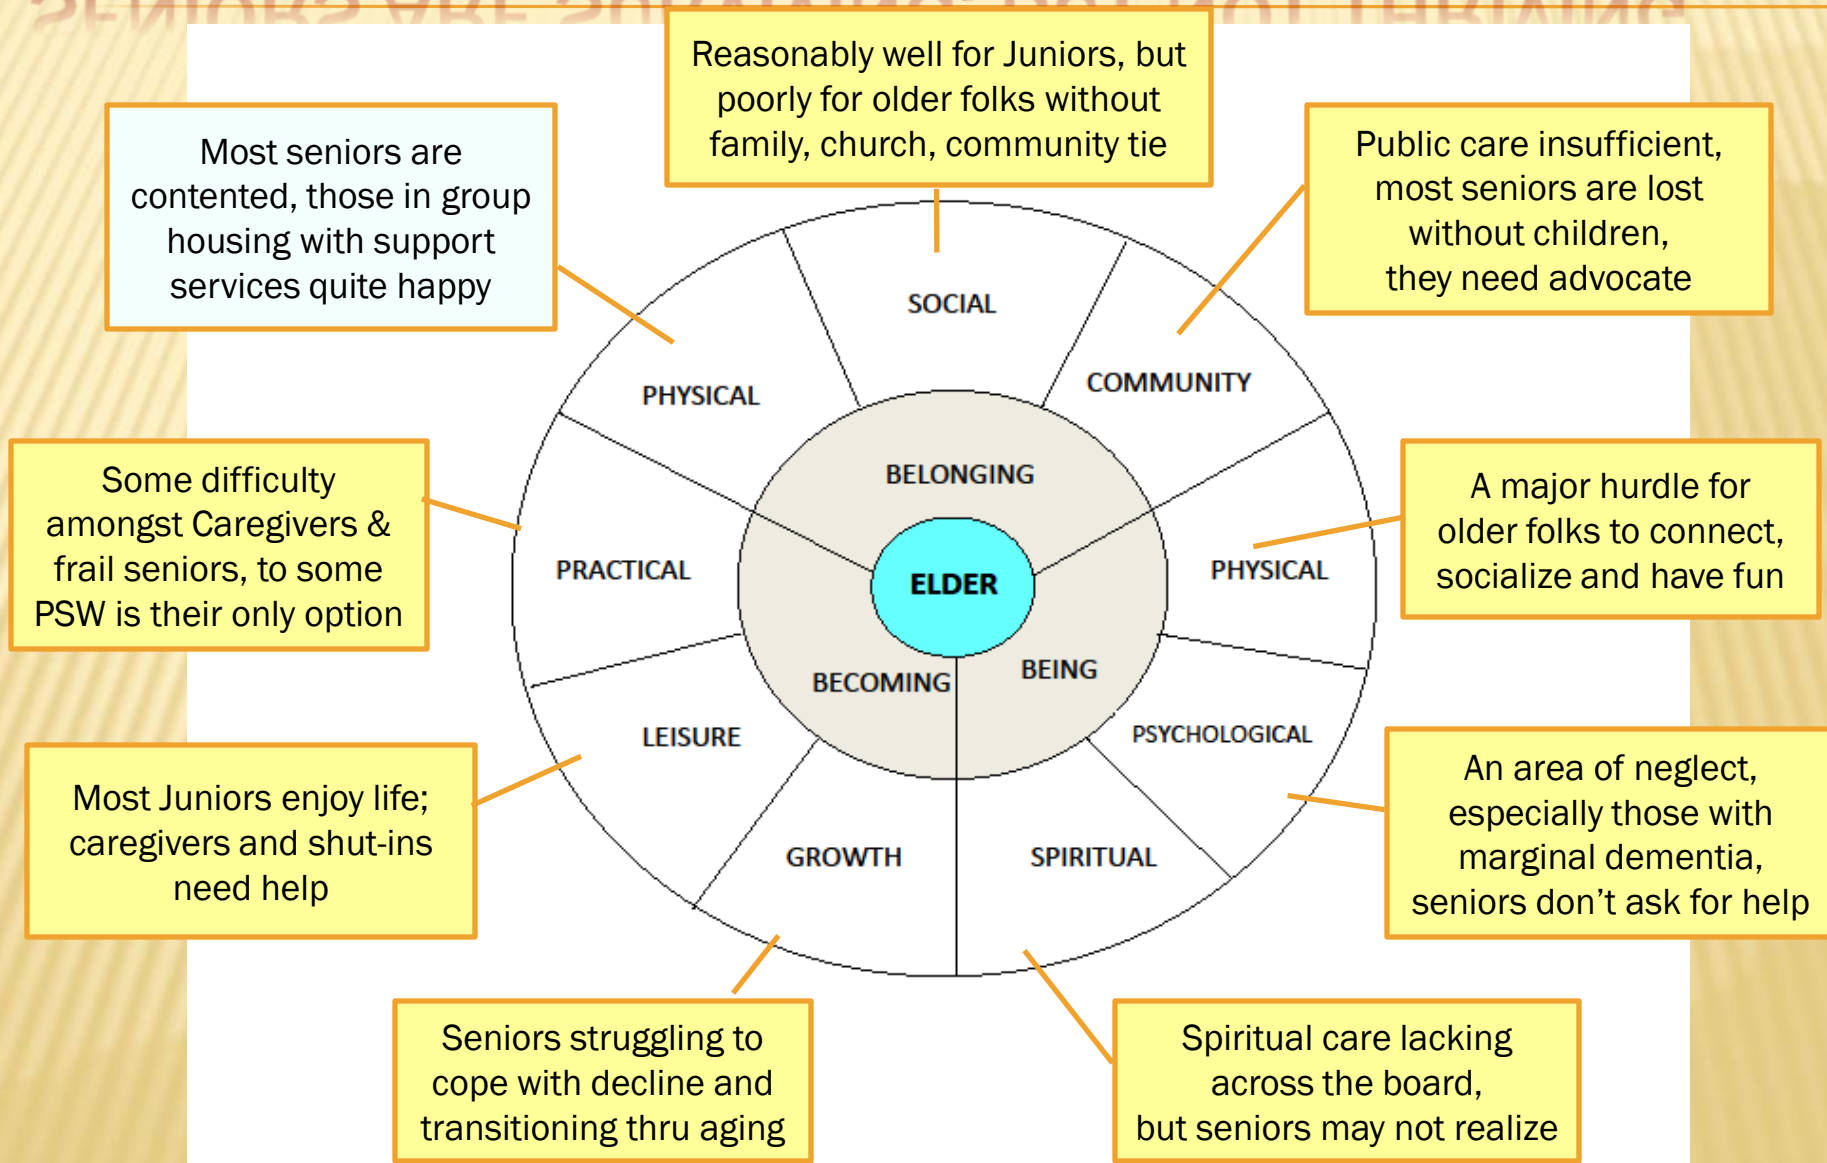 SENIORS ARE SURVIVING, BUT NOT THRIVING
Reasonably well for Juniors, but
poorly for older folks without
family, church, community tie
Most seniors are
contented, those in group
housing with support
services quite happy
Public care insufficient,
most seniors are lost
without children,
they need advocate
SOCIAL
PHYSICAL
COMMUNITY
BELONGING
Some difficulty
amongst Caregivers &
frail seniors, to some
PSW is their only option
A major hurdle for
older folks to connect,
socialize and have fun
PRACTICAL
ELDER
PHYSICAL
BECOMING
BEING
LEISURE
PSYCHOLOGICAL
Most Juniors enjoy life;
caregivers and shut-ins
need help
An area of neglect,
especially those with
marginal dementia,
seniors don’t ask for help
GROWTH
SPIRITUAL
Seniors struggling to
cope with decline and
transitioning thru aging
Spiritual care lacking
across the board,
but seniors may not realize